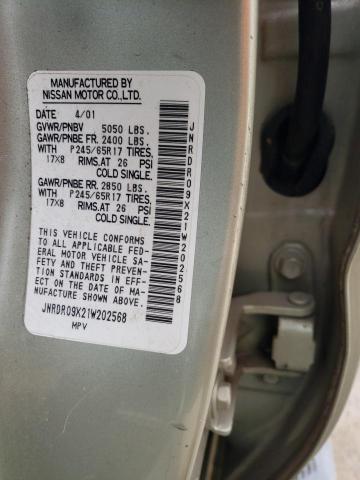 MANUFACTURED BY
NISSAN MOTOR CO.,LTD.
DATE 4/01
GVWR/PNBV 5050 LBS.
GAWR/PNBE FR. 2400 LBS.
WITH P245/65R17 TIRES,
17X8 RIMS.AT 26 PSI
COLD SINGLE.
GAWR/PNBE RR. 2850 LBS.
WITH P245/65R17 TIRES,
17X8 RIMS.AT 26 PSI
COLD SINGLE.
THIS VEHICLE CONFORMS
TO ALL APPLICABLE FED-
ERAL MOTOR VEHICLE SA-
FETY AND THEFT PREVEN-
TION STANDARDS IN EFF-
ECT ON THE DATE OF MA-
NUFACTURE SHOWN ABOVE.
JNRDR09X21W202568
MPV
JNRDR09X21W202568